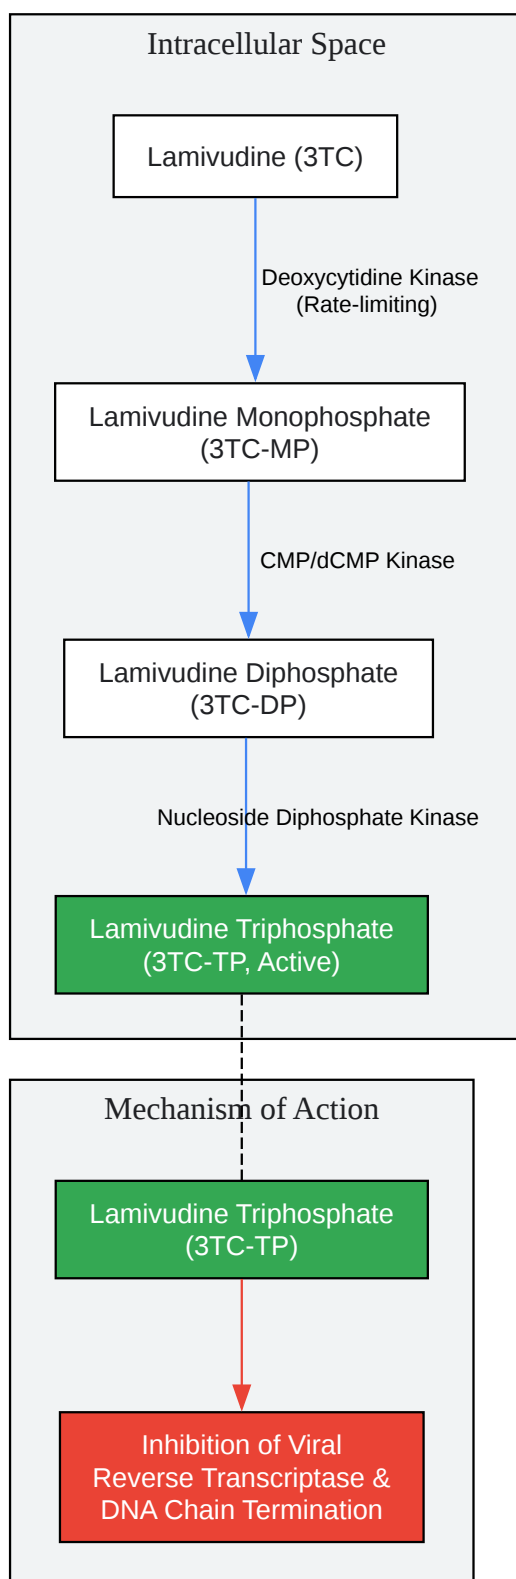 Intracellular Space
Lamivudine (3TC)
Deoxycytidine Kinase
(Rate-limiting)
Lamivudine Monophosphate
(3TC-MP)
CMP/dCMP Kinase
Lamivudine Diphosphate
(3TC-DP)
Nucleoside Diphosphate Kinase
Lamivudine Triphosphate
(3TC-TP, Active)
Mechanism of Action
Lamivudine Triphosphate
(3TC-TP)
Inhibition of Viral
Reverse Transcriptase &
DNA Chain Termination